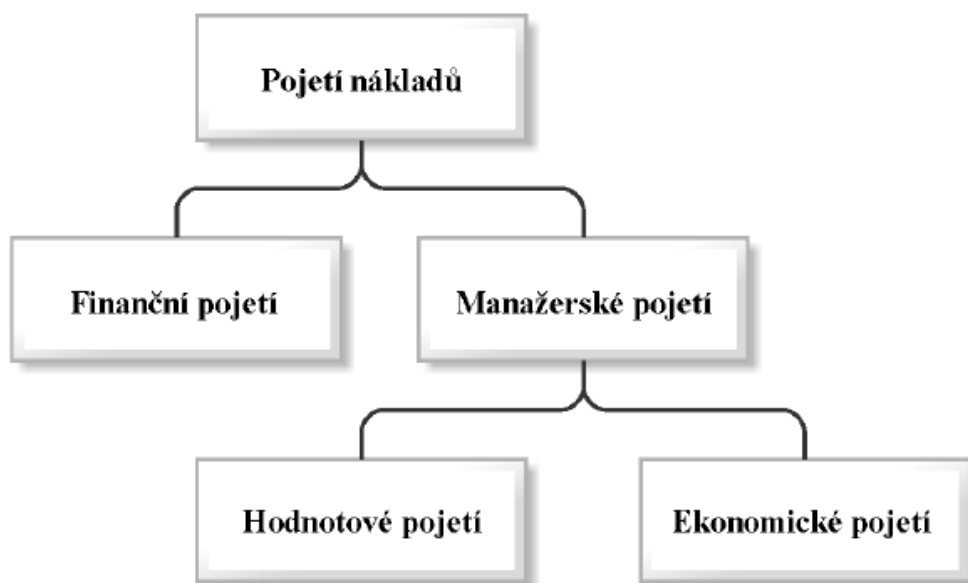 Pojetí nákladů
Finanční pojetí
Manažerské pojetí
Hodnotové pojetí
Ekonomické pojetí